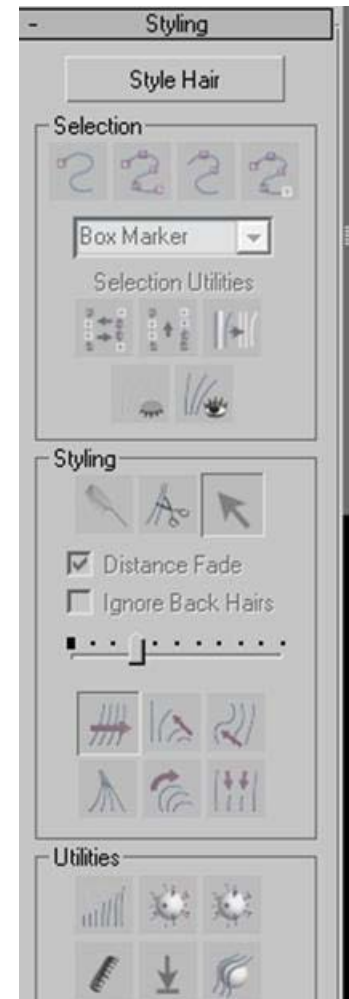 - Styling
Style Hair
Selection
Box Marker
Selection Utilities
Styling
Distance Fade
Ignore Back Hairs
Utilities